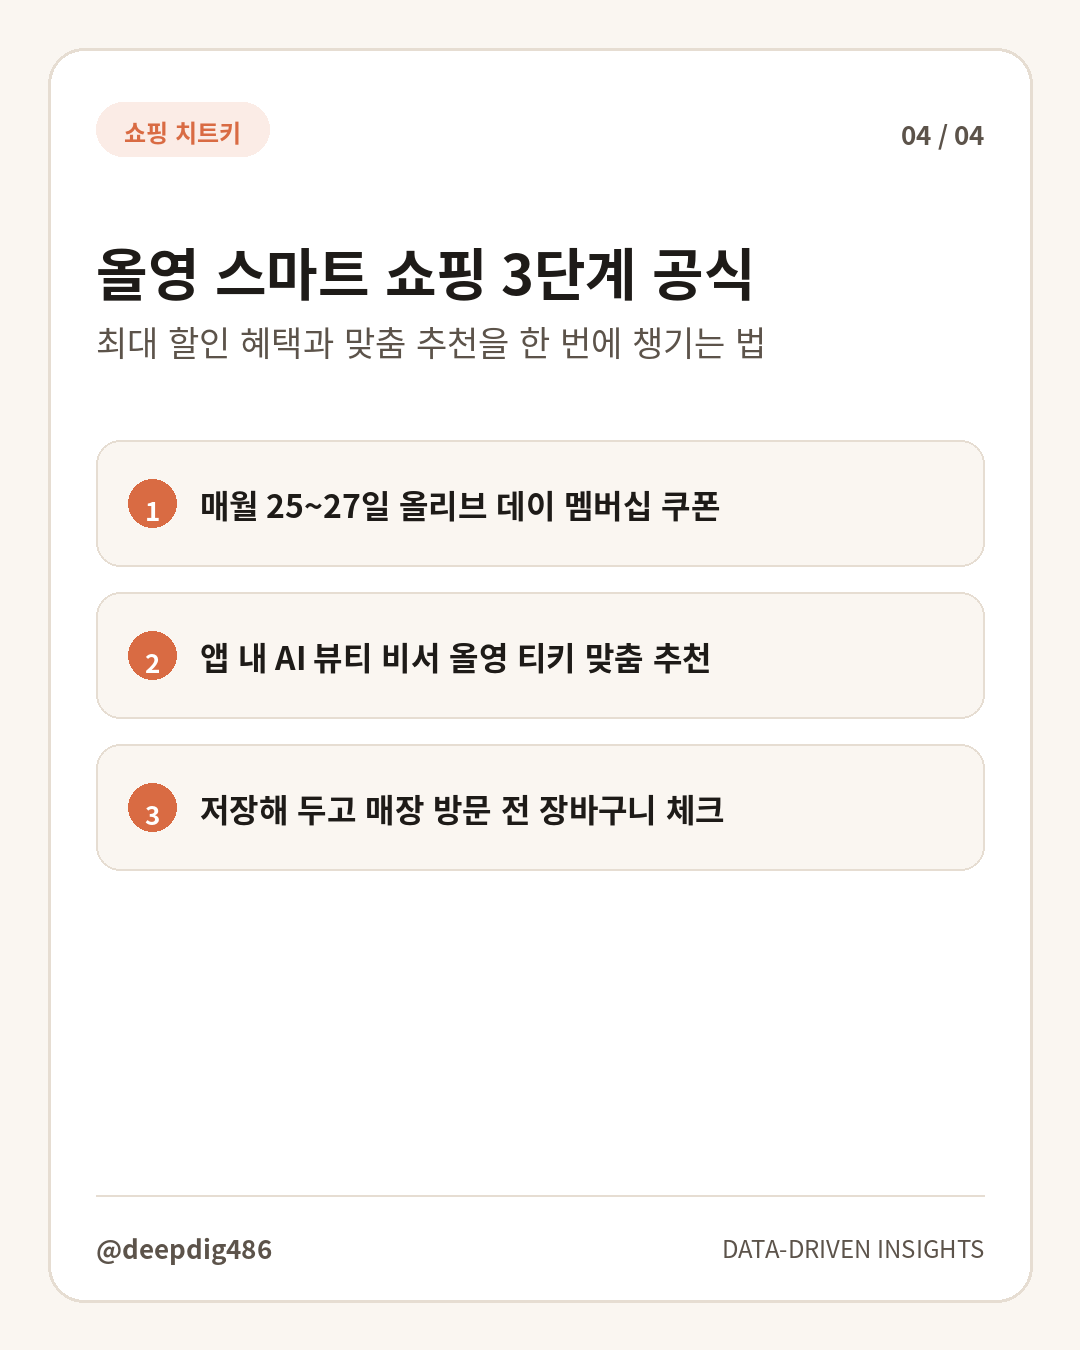 쇼핑 치트키
04 / 04
올영 스마트 쇼핑 3단계 공식
최대 할인 혜택과 맞춤 추천을 한 번에 챙기는 법
1 매월 25~27일 올리브 데이 멤버십 쿠폰
2 앱 내 AI 뷰티 비서 올영 티키 맞춤 추천
3 저장해 두고 매장 방문 전 장바구니 체크
@deepdig486
DATA-DRIVEN INSIGHTS